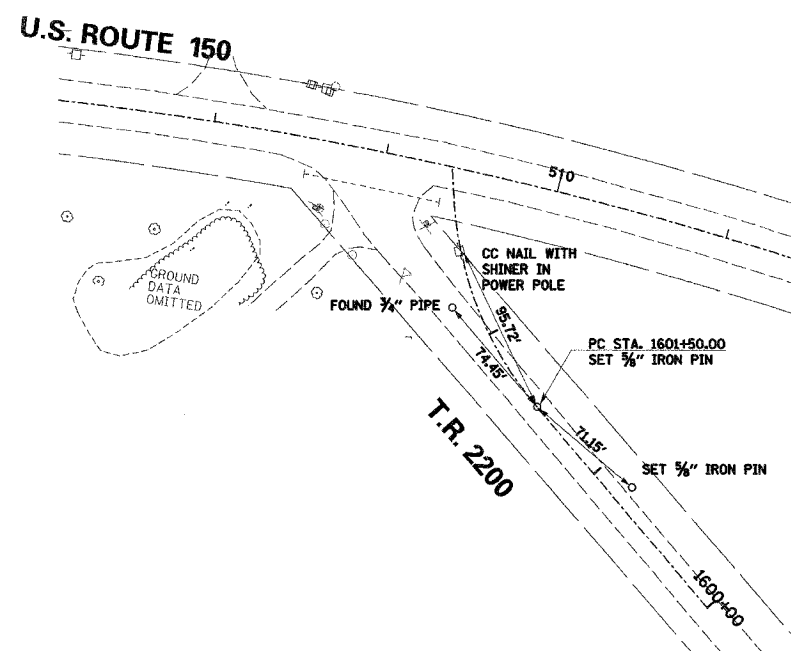 U.S. ROUTE 150
510
CC NAIL WITH
SHINER IN
POWER POLE
GROUND
DATA
OMITTED
FOUND ¾" PIPE
95.72'
74.45'
PC STA. 1601+50.00
SET ⅝" IRON PIN
71.15'
T.R. 2200
SET ⅝" IRON PIN
1600+00